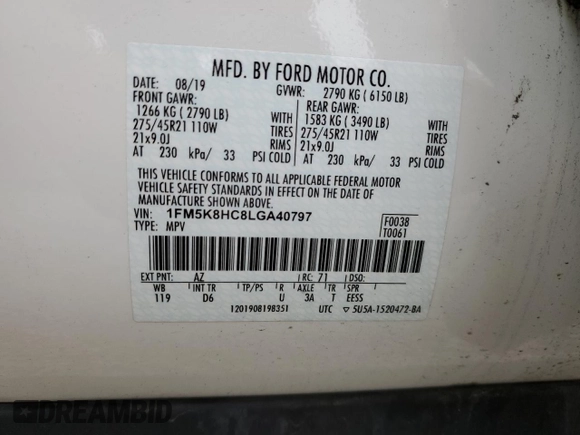 MFD. BY FORD MOTOR CO.
DATE: 08/19 GVWR: 2790 KG ( 6150 LB)
FRONT GAWR: REAR GAWR:
1266 KG ( 2790 LB) WITH 1583 KG ( 3490 LB) WITH
275/45R21 110W TIRES 275/45R21 110W TIRES
21x9.0J RIMS 21x9.0J RIMS
AT 230 kPa/ 33 PSI COLD AT 230 kPa/ 33 PSI COLD
THIS VEHICLE CONFORMS TO ALL APPLICABLE FEDERAL MOTOR
VEHICLE SAFETY STANDARDS IN EFFECT ON THE DATE OF
MANUFACTURE SHOWN ABOVE.
VIN: 1FM5K8HC8LGA40797 F0038
TYPE: MPV T0061
EXT PNT: AZ RC: 71 DSO:
WB INT TR TP/PS R AXLE TR SPR
119 D6 U 3A T EESS
1201908198351 UTC ▽ 5U5A-1520472-BA
DREAMBID